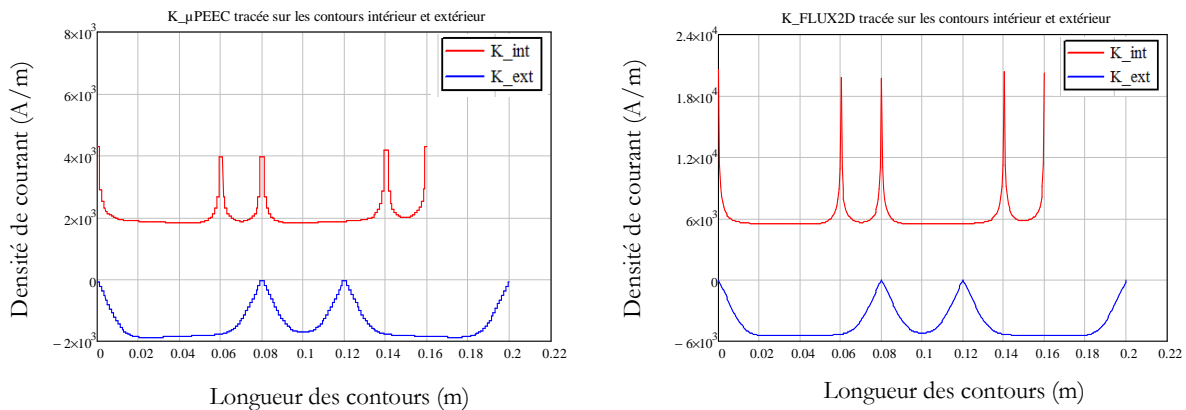 K_µPEEC tracée sur les contours intérieur et extérieur
8×10³
6×10³
4×10³
2×10³
0
−2×10³
K_int
K_ext
0 0.02 0.04 0.06 0.08 0.1 0.12 0.14 0.16 0.18 0.2 0.22
Densité de courant (A/m)
Longueur des contours (m)
K_FLUX2D tracée sur les contours intérieur et extérieur
2.4×10⁴
1.8×10⁴
1.2×10⁴
6×10³
0
−6×10³
K_int
K_ext
0 0.02 0.04 0.06 0.08 0.1 0.12 0.14 0.16 0.18 0.2 0.22
Densité de courant (A/m)
Longueur des contours (m)